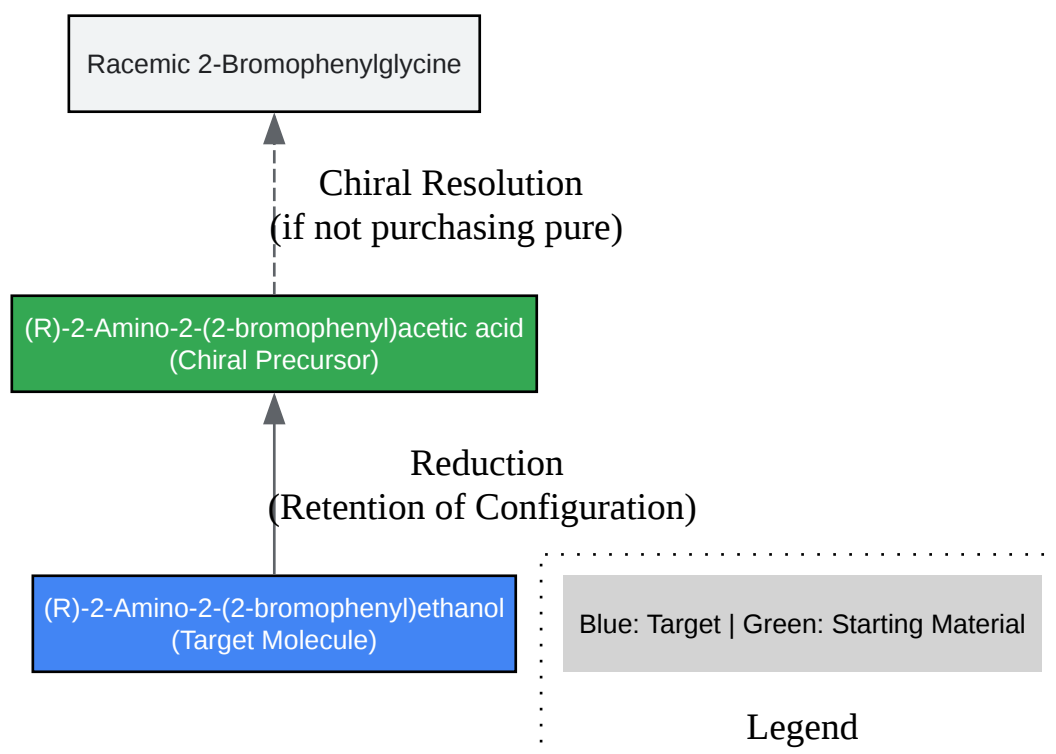 Racemic 2-Bromophenylglycine
Chiral Resolution
(if not purchasing pure)
(R)-2-Amino-2-(2-bromophenyl)acetic acid
(Chiral Precursor)
Reduction
(Retention of Configuration)
(R)-2-Amino-2-(2-bromophenyl)ethanol
(Target Molecule)
Blue: Target | Green: Starting Material
Legend